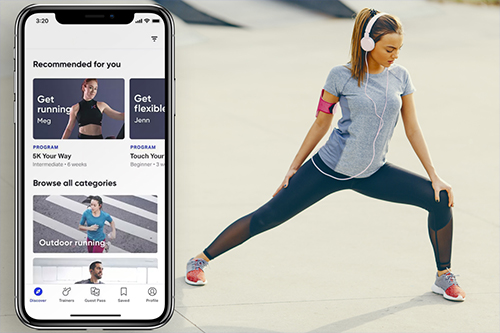 3:20
Recommended for you
Get
running
Meg
Get
flexible
Jenn
PROGRAM
5K Your Way
Intermediate • 6 weeks
PROGRAM
Touch Your
Beginner • 3 w
Browse all categories
Outdoor running
Discover
Trainers
Guest Pass
Saved
Profile